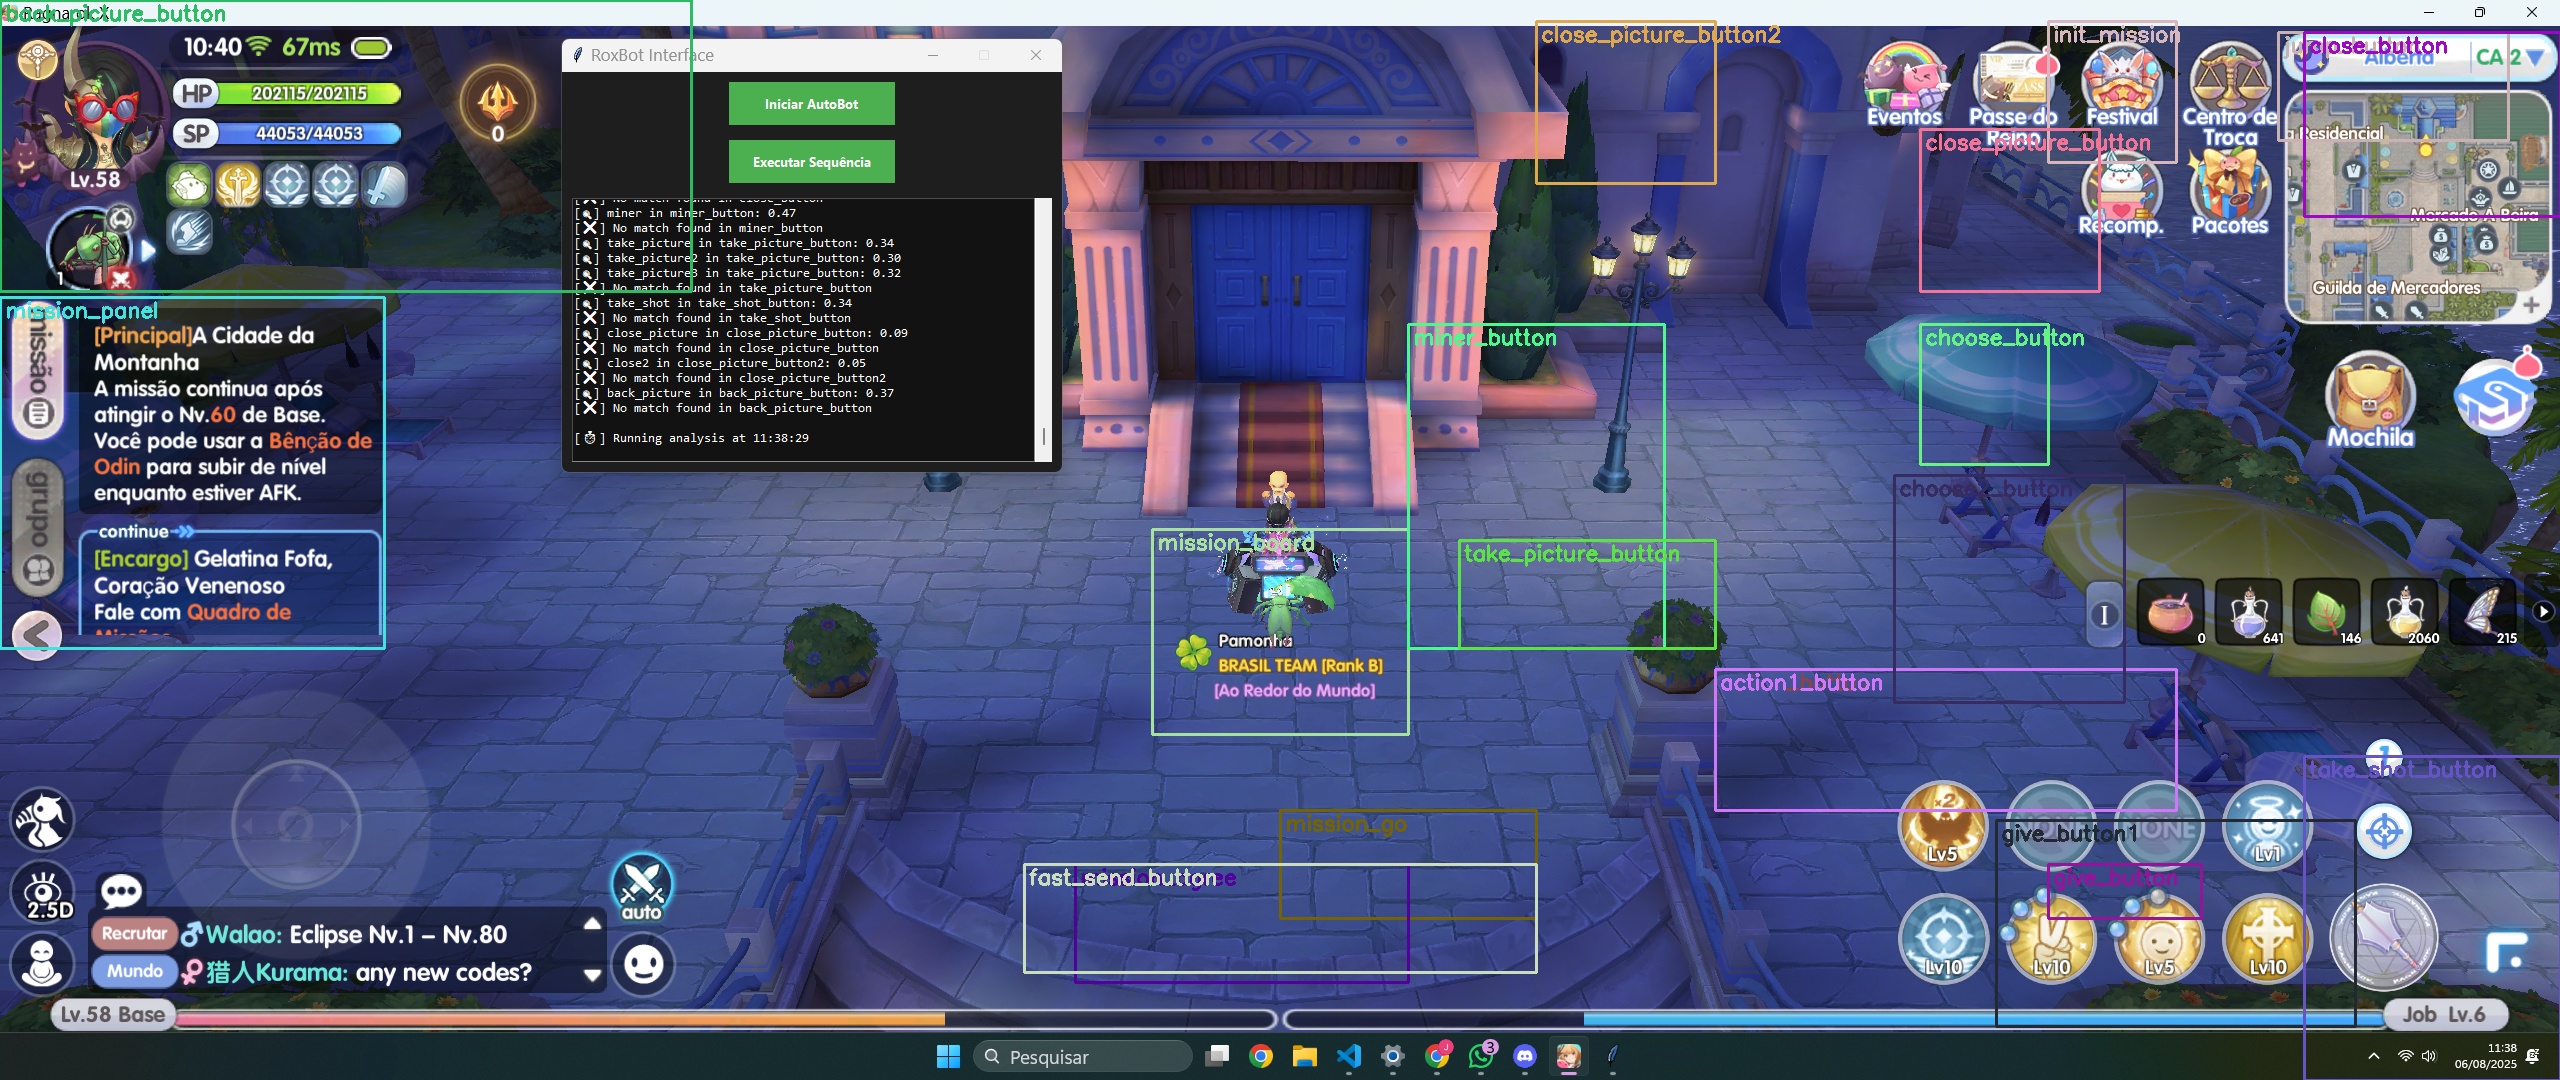 back_picture_button
Ragnarok X
10:40
67ms
HP
202115/202115
SP
44053/44053
Lv.58
0
1
RoxBot Interface
Iniciar AutoBot
Executar Sequência
[🔍] miner in miner_button: 0.47
[❌] No match found in miner_button
[🔍] take_picture in take_picture_button: 0.34
[🔍] take_picture2 in take_picture_button: 0.30
[🔍] take_picture3 in take_picture_button: 0.32
[❌] No match found in take_picture_button
[🔍] take_shot in take_shot_button: 0.34
[❌] No match found in take_shot_button
[🔍] close_picture in close_picture_button: 0.09
[❌] No match found in close_picture_button
[🔍] close2 in close_picture_button2: 0.05
[❌] No match found in close_picture_button2
[🔍] back_picture in back_picture_button: 0.37
[❌] No match found in back_picture_button
[⏱] Running analysis at 11:38:29
close_picture_button2
init_mission
close_button
Alberta
CA 2
Eventos
Passe do
Reino
Festival
Centro de
Troca
close_picture_button
Recomp.
Pacotes
a Residencial
Mercado À Beira
Guilda de Mercadores
mission_panel
missão
grupo
[Principal]A Cidade da
Montanha
A missão continua após
atingir o Nv.60 de Base.
Você pode usar a Bênção de
Odin para subir de nível
enquanto estiver AFK.
continue
[Encargo] Gelatina Fofa,
Coração Venenoso
Fale com Quadro de
Missões
miner_button
choose_button
Mochila
mission_board
take_picture_button
Pamonha
BRASIL TEAM [Rank B]
[Ao Redor do Mundo]
I
0
641
146
2060
215
action1_button
take_shot_button
mission_go
fast_send_button
give_button1
give_button
×2
Lv5
Lv1
Lv10
Lv10
Lv5
Lv10
2.5D
auto
Recrutar
Walao: Eclipse Nv.1 – Nv.80
Mundo
猎人Kurama: any new codes?
Lv.58 Base
Job Lv.6
Pesquisar
3
11:38
06/08/2025